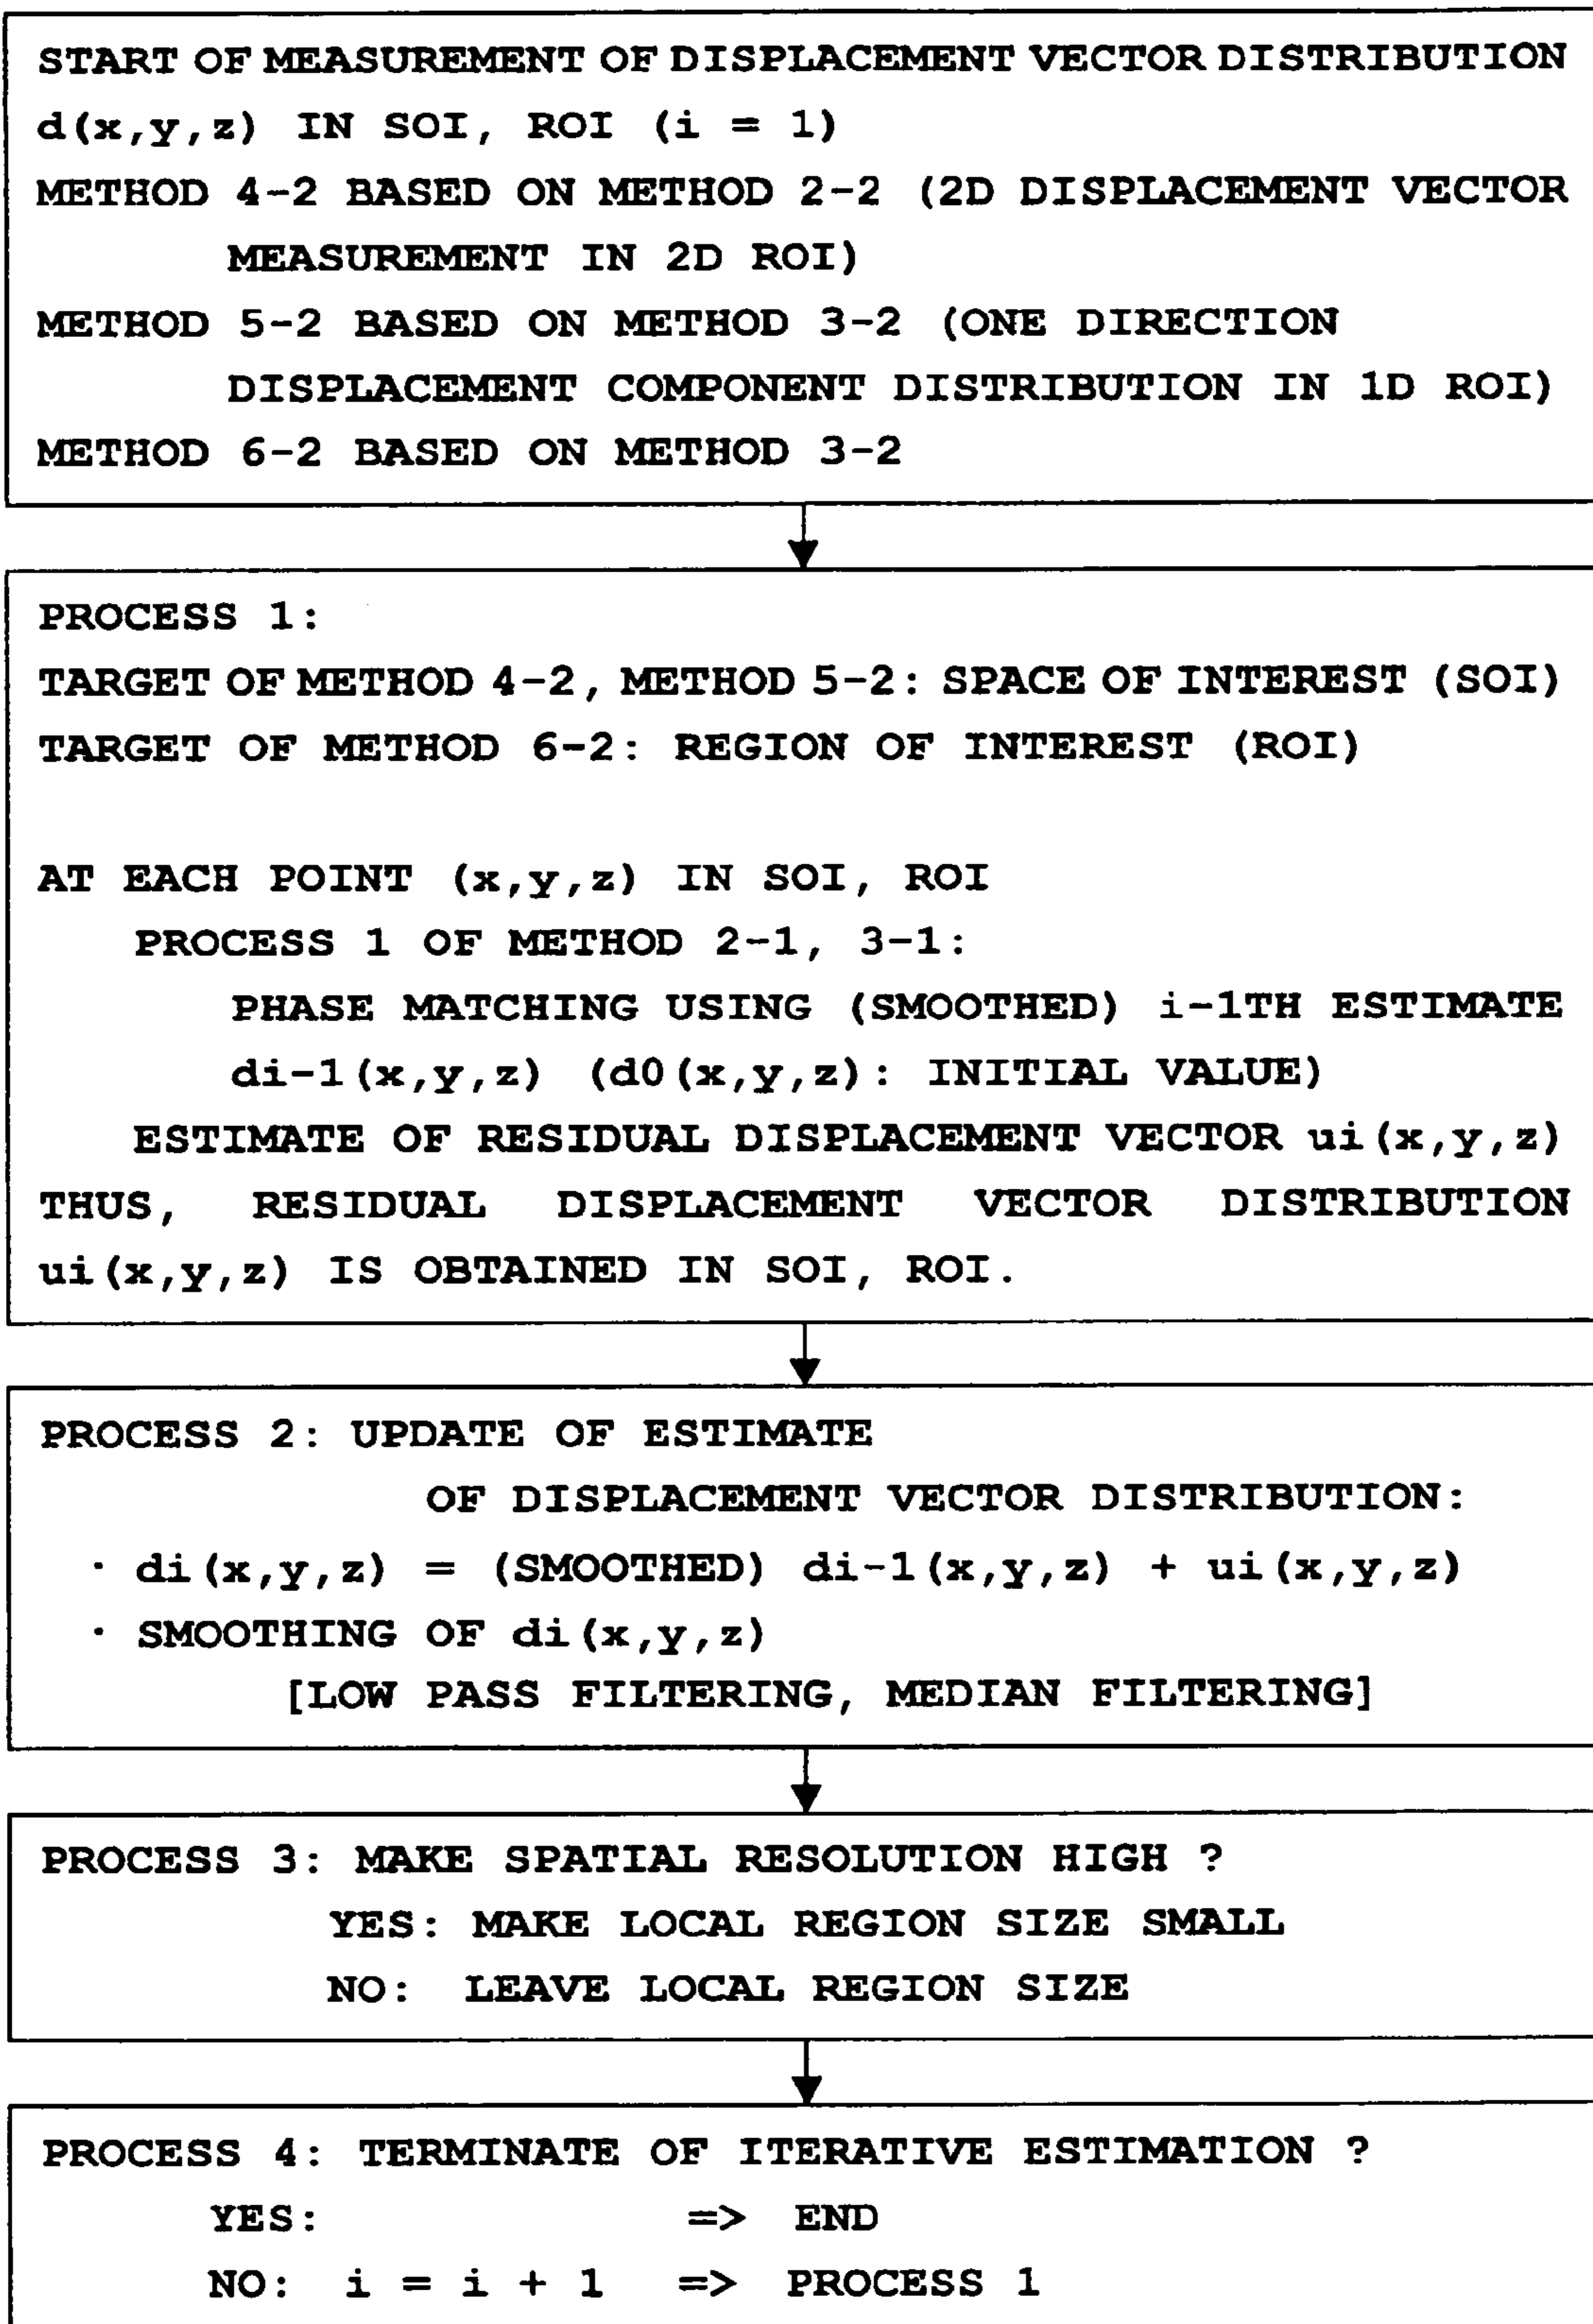 START OF MEASUREMENT OF DISPLACEMENT VECTOR DISTRIBUTION
d(x,y,z) IN SOI, ROI (i = 1)
METHOD 4-2 BASED ON METHOD 2-2 (2D DISPLACEMENT VECTOR
MEASUREMENT IN 2D ROI)
METHOD 5-2 BASED ON METHOD 3-2 (ONE DIRECTION
DISPLACEMENT COMPONENT DISTRIBUTION IN 1D ROI)
METHOD 6-2 BASED ON METHOD 3-2
PROCESS 1:
TARGET OF METHOD 4-2, METHOD 5-2: SPACE OF INTEREST (SOI)
TARGET OF METHOD 6-2: REGION OF INTEREST (ROI)
AT EACH POINT (x,y,z) IN SOI, ROI
PROCESS 1 OF METHOD 2-1, 3-1:
PHASE MATCHING USING (SMOOTHED) i-1TH ESTIMATE
di-1(x,y,z) (d0(x,y,z): INITIAL VALUE)
ESTIMATE OF RESIDUAL DISPLACEMENT VECTOR ui(x,y,z)
THUS, RESIDUAL DISPLACEMENT VECTOR DISTRIBUTION
ui(x,y,z) IS OBTAINED IN SOI, ROI.
PROCESS 2: UPDATE OF ESTIMATE
OF DISPLACEMENT VECTOR DISTRIBUTION:
· di(x,y,z) = (SMOOTHED) di-1(x,y,z) + ui(x,y,z)
· SMOOTHING OF di(x,y,z)
[LOW PASS FILTERING, MEDIAN FILTERING]
PROCESS 3: MAKE SPATIAL RESOLUTION HIGH ?
YES: MAKE LOCAL REGION SIZE SMALL
NO: LEAVE LOCAL REGION SIZE
PROCESS 4: TERMINATE OF ITERATIVE ESTIMATION ?
YES: => END
NO: i = i + 1 => PROCESS 1